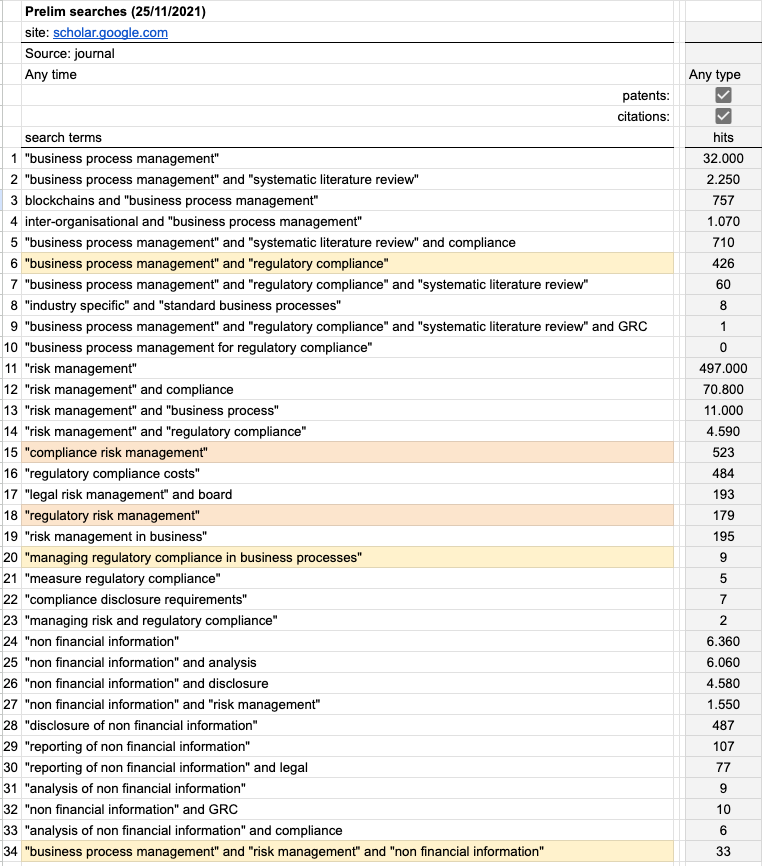 Prelim searches (25/11/2021)
site: scholar.google.com
Source: journal
Any time Any type
patents:
citations:
search terms hits
1 "business process management" 32.000
2 "business process management" and "systematic literature review" 2.250
3 blockchains and "business process management" 757
4 inter-organisational and "business process management" 1.070
5 "business process management" and "systematic literature review" and compliance 710
6 "business process management" and "regulatory compliance" 426
7 "business process management" and "regulatory compliance" and "systematic literature review" 60
8 "industry specific" and "standard business processes" 8
9 "business process management" and "regulatory compliance" and "systematic literature review" and GRC 1
10 "business process management for regulatory compliance" 0
11 "risk management" 497.000
12 "risk management" and compliance 70.800
13 "risk management" and "business process" 11.000
14 "risk management" and "regulatory compliance" 4.590
15 "compliance risk management" 523
16 "regulatory compliance costs" 484
17 "legal risk management" and board 193
18 "regulatory risk management" 179
19 "risk management in business" 195
20 "managing regulatory compliance in business processes" 9
21 "measure regulatory compliance" 5
22 "compliance disclosure requirements" 7
23 "managing risk and regulatory compliance" 2
24 "non financial information" 6.360
25 "non financial information" and analysis 6.060
26 "non financial information" and disclosure 4.580
27 "non financial information" and "risk management" 1.550
28 "disclosure of non financial information" 487
29 "reporting of non financial information" 107
30 "reporting of non financial information" and legal 77
31 "analysis of non financial information" 9
32 "non financial information" and GRC 10
33 "analysis of non financial information" and compliance 6
34 "business process management" and "risk management" and "non financial information" 33